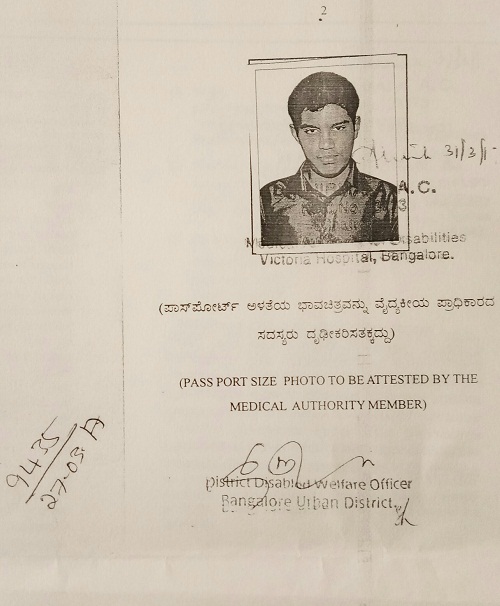 2
31/3/1
A.C.
3
Disabilities
Victoria Hospital, Bangalore.
(ಪಾಸ್‌ಪೋರ್ಟ್ ಅಳತೆಯ ಭಾವಚಿತ್ರವನ್ನು ವೈದ್ಯಕೀಯ ಪ್ರಾಧಿಕಾರದ
ಸದಸ್ಯರು ದೃಢೀಕರಿಸತಕ್ಕದ್ದು)
(PASS PORT SIZE PHOTO TO BE ATTESTED BY THE
MEDICAL AUTHORITY MEMBER)
9435
27-03-
District Disabled Welfare Officer
Bangalore Urban District